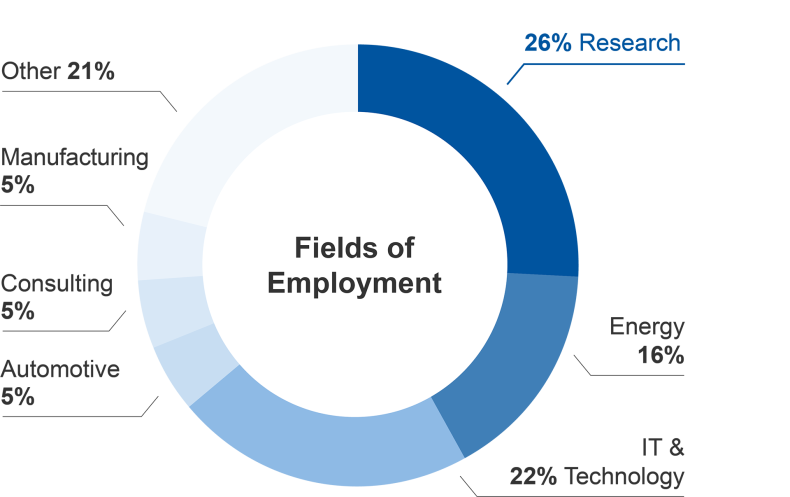 26% Research
Other 21%
Manufacturing
5%
Fields of
Employment
Consulting
5%
Energy
16%
Automotive
5%
IT &
22% Technology